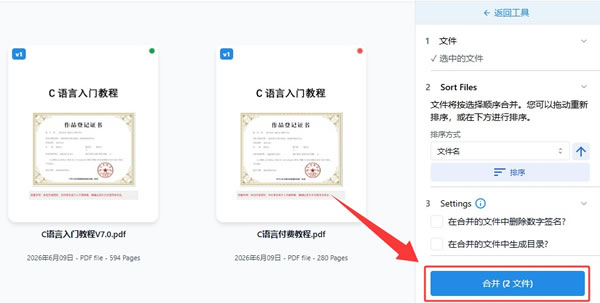 v1
C 语言入门教程
作品登记证书
C语言入门教程V7.0.pdf
2026年6月09日 - PDF file - 594 Pages
v1
C 语言入门教程
作品登记证书
C语言付费教程.pdf
2026年6月09日 - PDF file - 280 Pages
← 返回工具
1 文件
✓ 选中的文件
2 Sort Files
文件将按选择顺序合并。您可以拖动重新
排序，或在下方进行排序。
排序方式
文件名
排序
3 Settings
在合并的文件中删除数字签名?
在合并的文件中生成目录?
合并 (2 文件)